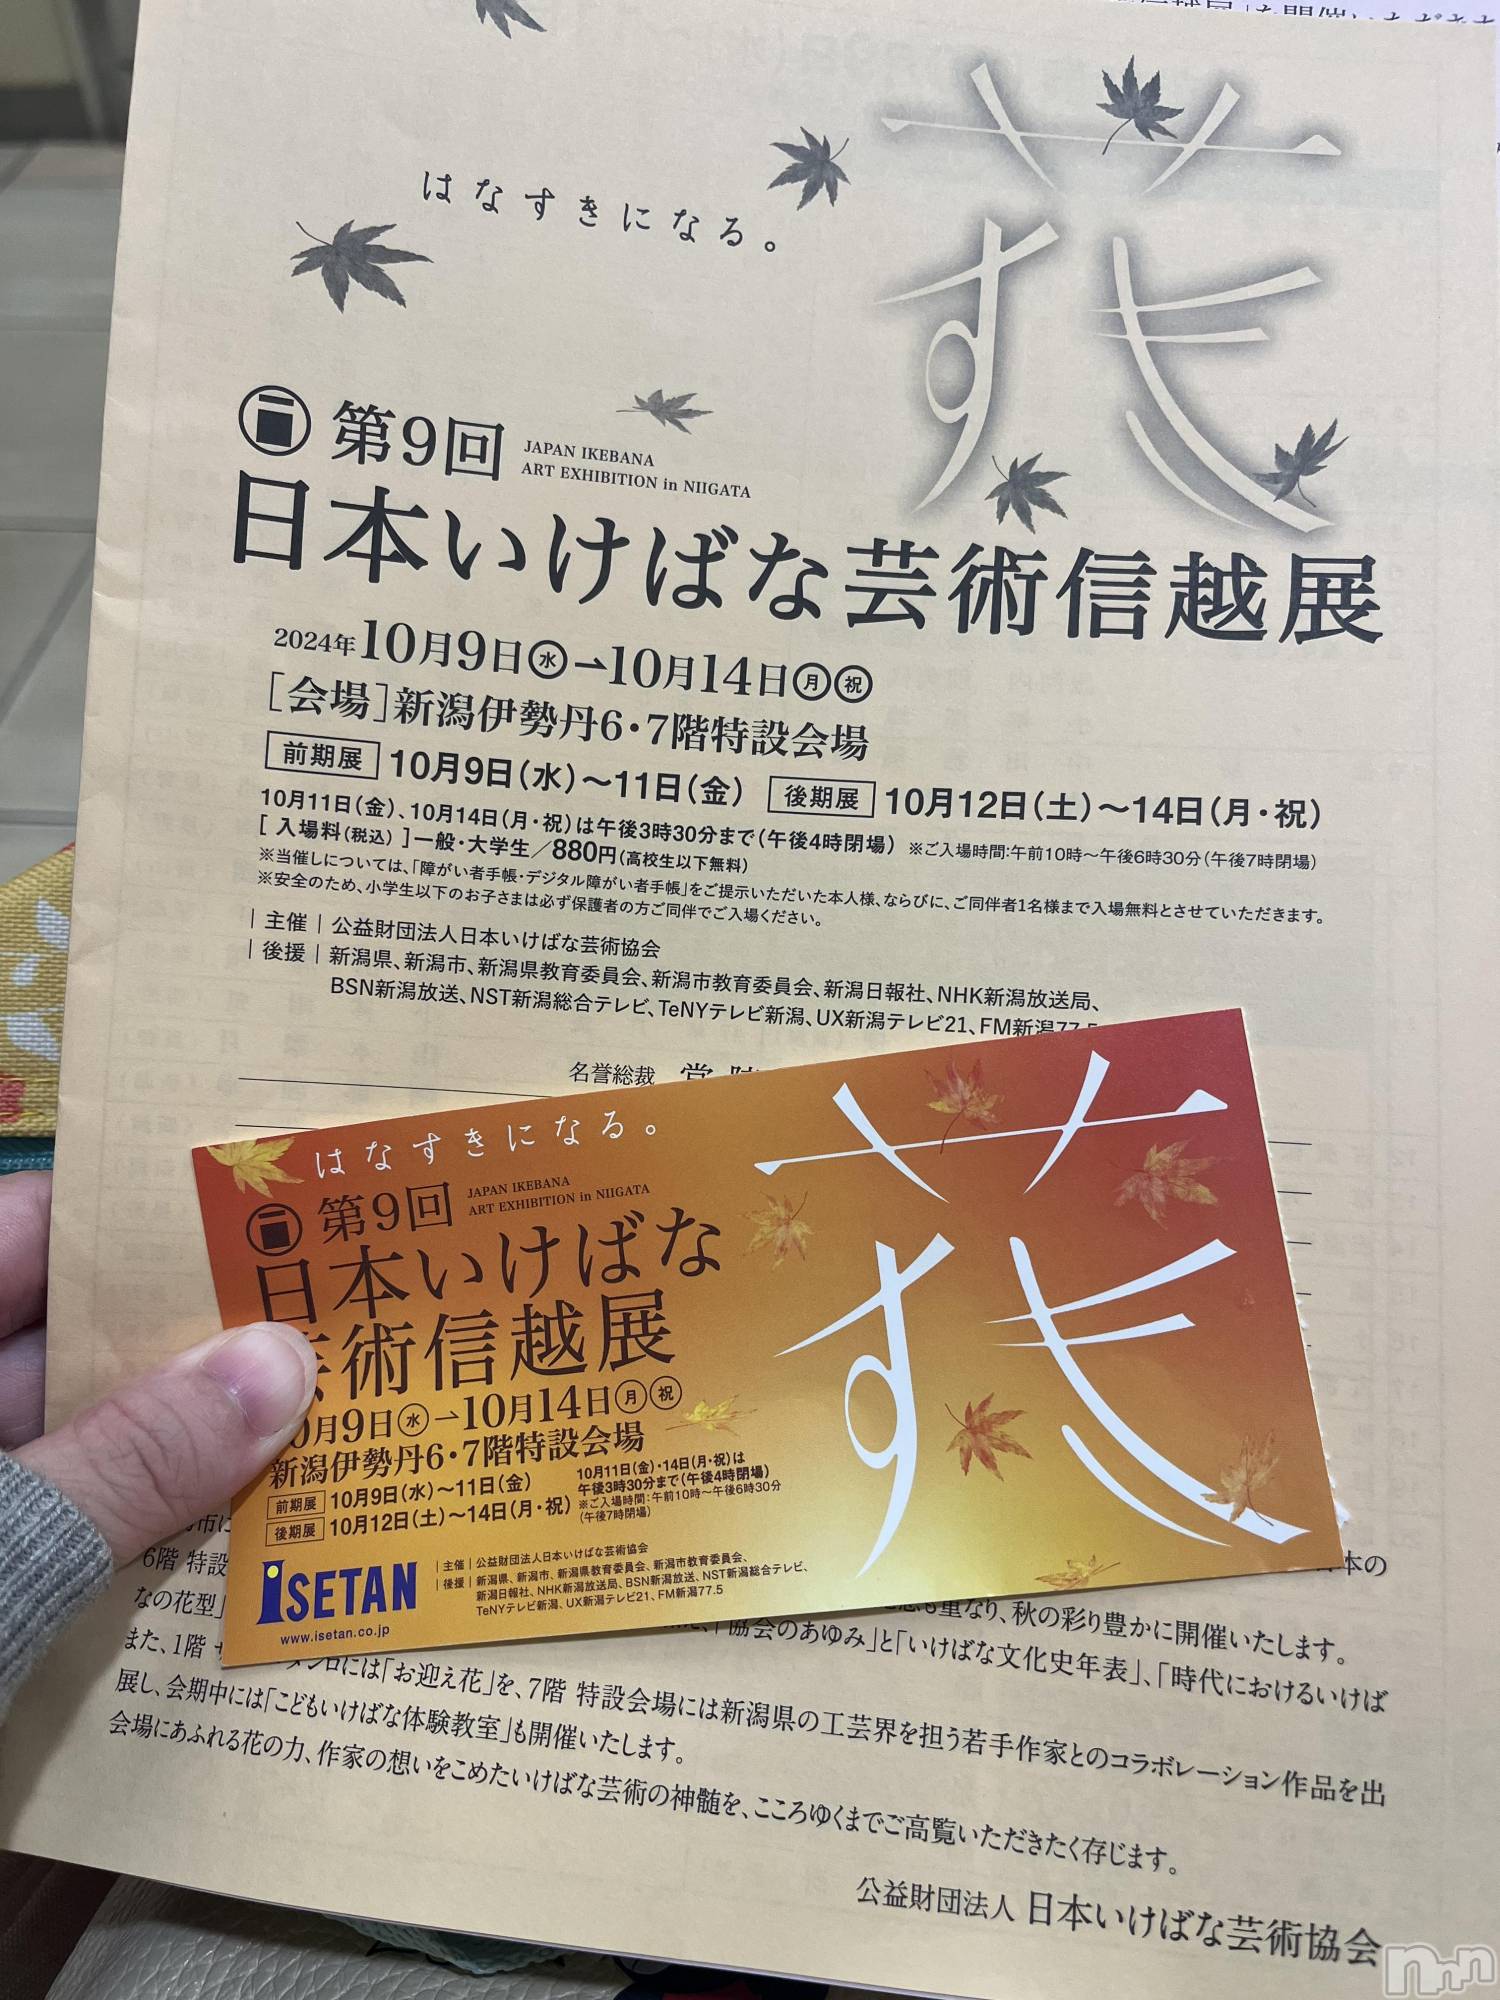 はなすきになる。
第9回
JAPAN IKEBANA
ART EXHIBITION in NIIGATA
日本いけばな芸術信越展
2024年10月9日㊌→10月14日㊊㊗
[会場]新潟伊勢丹6・7階特設会場
前期展 10月9日(水)〜11日(金) 後期展 10月12日(土)〜14日(月・祝)
10月11日(金)、10月14日(月・祝)は午後3時30分まで(午後4時閉場) ※ご入場時間:午前10時〜午後6時30分(午後7時閉場)
[入場料(税込)]一般・大学生/880円(高校生以下無料)
※当催しについては、「障がい者手帳・デジタル障がい者手帳」をご提示いただいた本人様、ならびに、ご同伴者1名様まで入場無料とさせていただきます。
※安全のため、小学生以下のお子さまは必ず保護者の方ご同伴でご入場ください。
|主催|公益財団法人日本いけばな芸術協会
|後援|新潟県、新潟市、新潟県教育委員会、新潟市教育委員会、新潟日報社、NHK新潟放送局、
BSN新潟放送、NST新潟総合テレビ、TeNYテレビ新潟、UX新潟テレビ21、FM新潟77.5
名誉総裁
はなすきになる。
第9回
JAPAN IKEBANA
ART EXHIBITION in NIIGATA
日本いけばな
芸術信越展
10月9日㊌→10月14日㊊㊗
新潟伊勢丹6・7階特設会場
前期展 10月9日(水)〜11日(金)
後期展 10月12日(土)〜14日(月・祝)
10月11日(金)・14日(月・祝)は
午後3時30分まで(午後4時閉場)
※ご入場時間:午前10時〜午後6時30分
(午後7時閉場)
ISETAN
www.isetan.co.jp
|主催|公益財団法人日本いけばな芸術協会
|後援|新潟県、新潟市、新潟県教育委員会、新潟市教育委員会、
新潟日報社、NHK新潟放送局、BSN新潟放送、NST新潟総合テレビ、
TeNYテレビ新潟、UX新潟テレビ21、FM新潟77.5
6階 特設
も重なり、秋の彩り豊かに開催いたします。
なの花型」
「協会のあゆみ」と「いけばな文化史年表」、「時代におけるいけば
また、1階
には「お迎え花」を、7階 特設会場には新潟県の工芸界を担う若手作家とのコラボレーション作品を出
展し、会期中には「こどもいけばな体験教室」も開催いたします。
会場にあふれる花の力、作家の想いをこめたいけばな芸術の神髄を、こころゆくまでご高覧いただきたく存じます。
公益財団法人 日本いけばな芸術協会
nnn